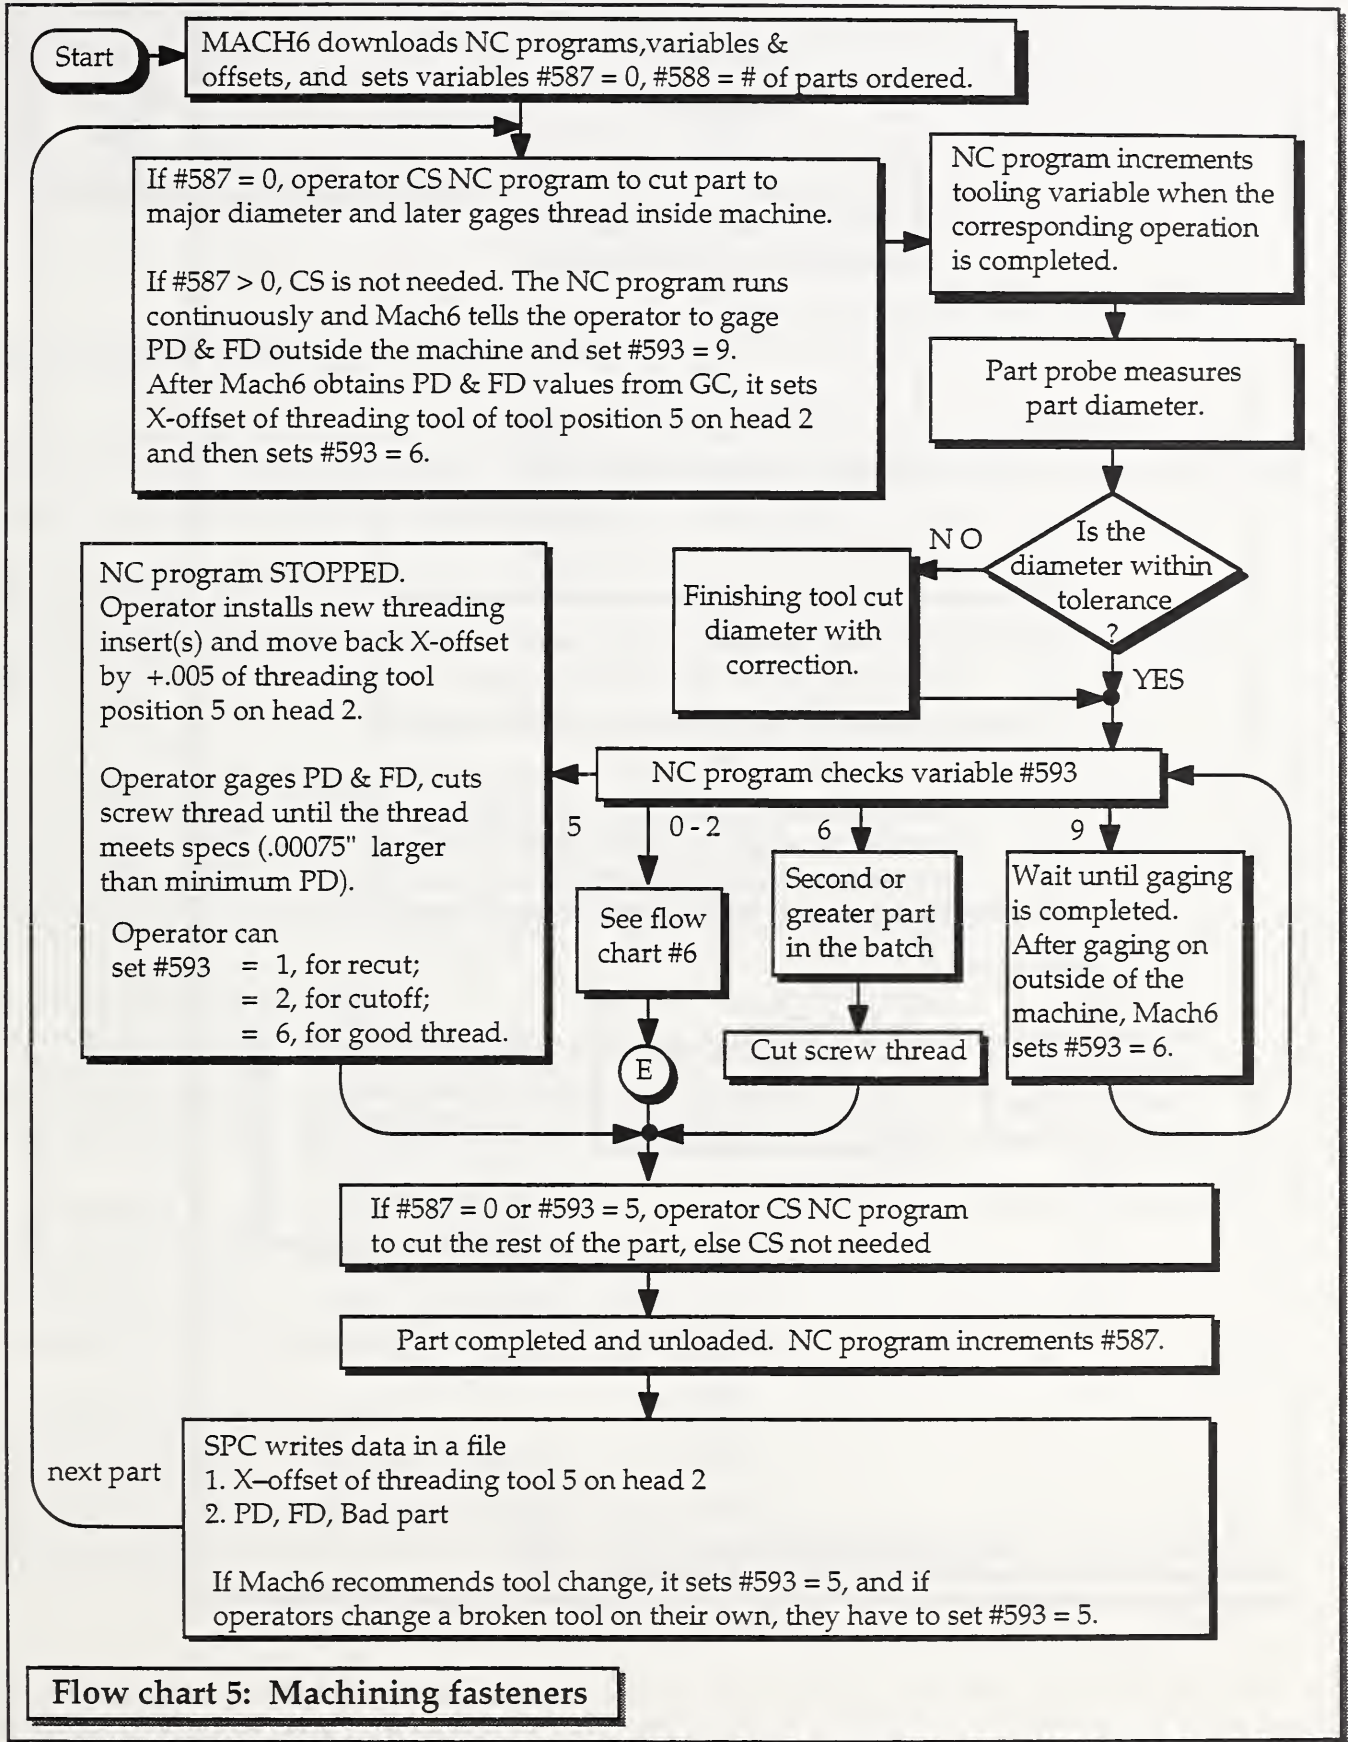 Start
MACH6 downloads NC programs,variables &
offsets, and sets variables #587 = 0, #588 = # of parts ordered.
If #587 = 0, operator CS NC program to cut part to
major diameter and later gages thread inside machine.
If #587 > 0, CS is not needed. The NC program runs
continuously and Mach6 tells the operator to gage
PD & FD outside the machine and set #593 = 9.
After Mach6 obtains PD & FD values from GC, it sets
X-offset of threading tool of tool position 5 on head 2
and then sets #593 = 6.
NC program increments
tooling variable when the
corresponding operation
is completed.
Part probe measures
part diameter.
Is the
diameter within
tolerance
?
NO
YES
Finishing tool cut
diameter with
correction.
NC program STOPPED.
Operator installs new threading
insert(s) and move back X-offset
by +.005 of threading tool
position 5 on head 2.
Operator gages PD & FD, cuts
screw thread until the thread
meets specs (.00075" larger
than minimum PD).
Operator can
set #593 = 1, for recut;
= 2, for cutoff;
= 6, for good thread.
NC program checks variable #593
5
0 - 2
6
9
See flow
chart #6
E
Second or
greater part
in the batch
Cut screw thread
Wait until gaging
is completed.
After gaging on
outside of the
machine, Mach6
sets #593 = 6.
If #587 = 0 or #593 = 5, operator CS NC program
to cut the rest of the part, else CS not needed
Part completed and unloaded. NC program increments #587.
next part
SPC writes data in a file
1. X–offset of threading tool 5 on head 2
2. PD, FD, Bad part
If Mach6 recommends tool change, it sets #593 = 5, and if
operators change a broken tool on their own, they have to set #593 = 5.
Flow chart 5: Machining fasteners